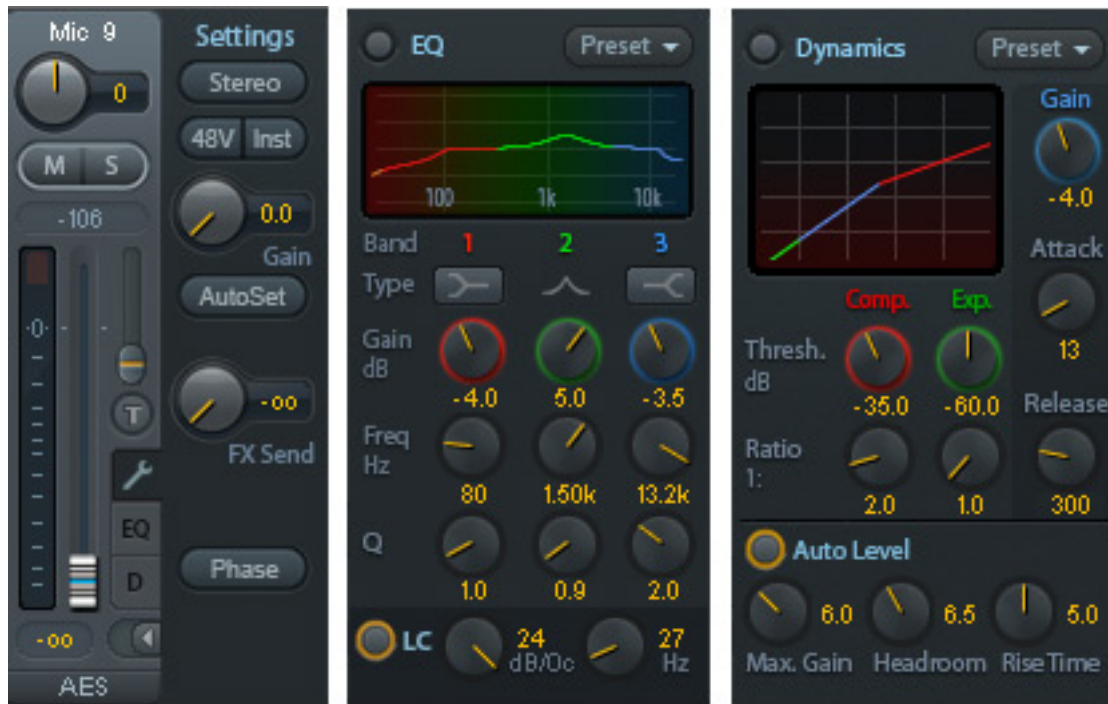 Mic 9
0
M S
-106
·0·
T
EQ
D
-oo
AES
Settings
Stereo
48V Inst
0.0
Gain
AutoSet
-oo
FX Send
Phase
EQ Preset
100 1k 10k
Band 1 2 3
Type
Gain
dB
-4.0 5.0 -3.5
Freq
Hz
80 1.50k 13.2k
Q
1.0 0.9 2.0
LC 24 27
dB/Oc Hz
Dynamics Preset
Gain
-4.0
Attack
13
Comp. Exp.
Thresh.
dB
-35.0 -60.0
Release
300
Ratio
1:
2.0 1.0
Auto Level
6.0 6.5 5.0
Max. Gain Headroom Rise Time